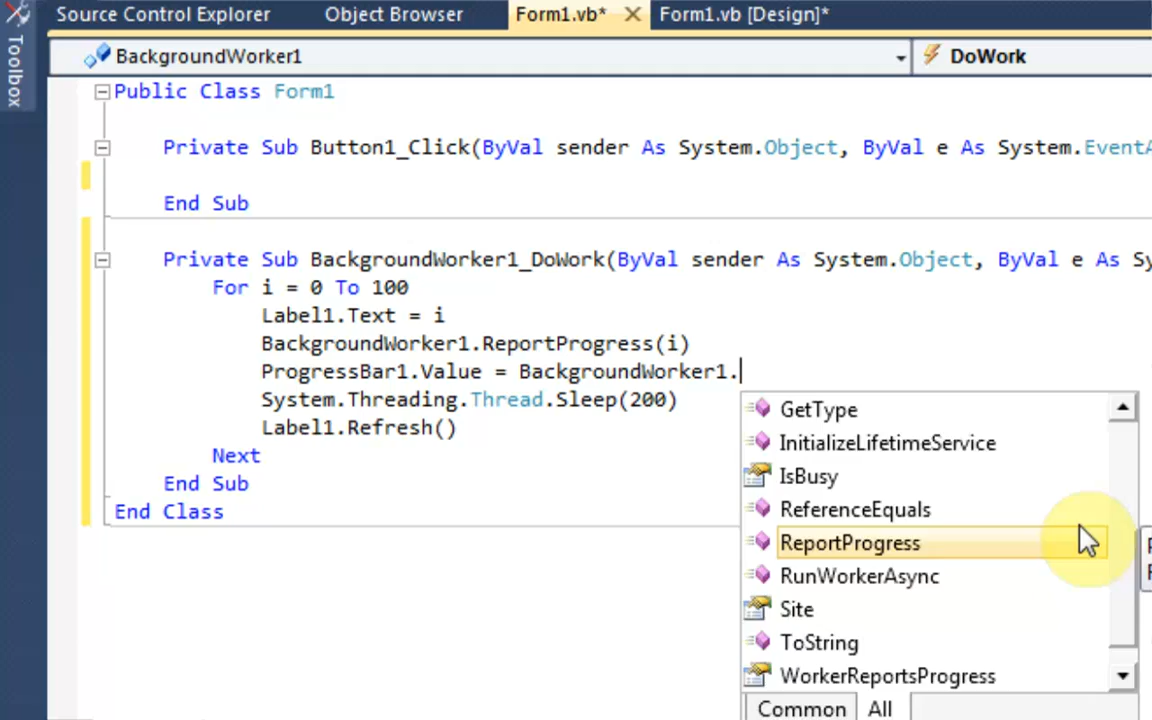 Source Control Explorer Object Browser Form1.vb* Form1.vb [Design]*
Toolbox
BackgroundWorker1 DoWork
Public Class Form1
Private Sub Button1_Click(ByVal sender As System.Object, ByVal e As System.EventA
End Sub
Private Sub BackgroundWorker1_DoWork(ByVal sender As System.Object, ByVal e As Sy
For i = 0 To 100
Label1.Text = i
BackgroundWorker1.ReportProgress(i)
ProgressBar1.Value = BackgroundWorker1.
System.Threading.Thread.Sleep(200)
Label1.Refresh()
Next
End Sub
End Class
GetType
InitializeLifetimeService
IsBusy
ReferenceEquals
ReportProgress
RunWorkerAsync
Site
ToString
WorkerReportsProgress
Common All